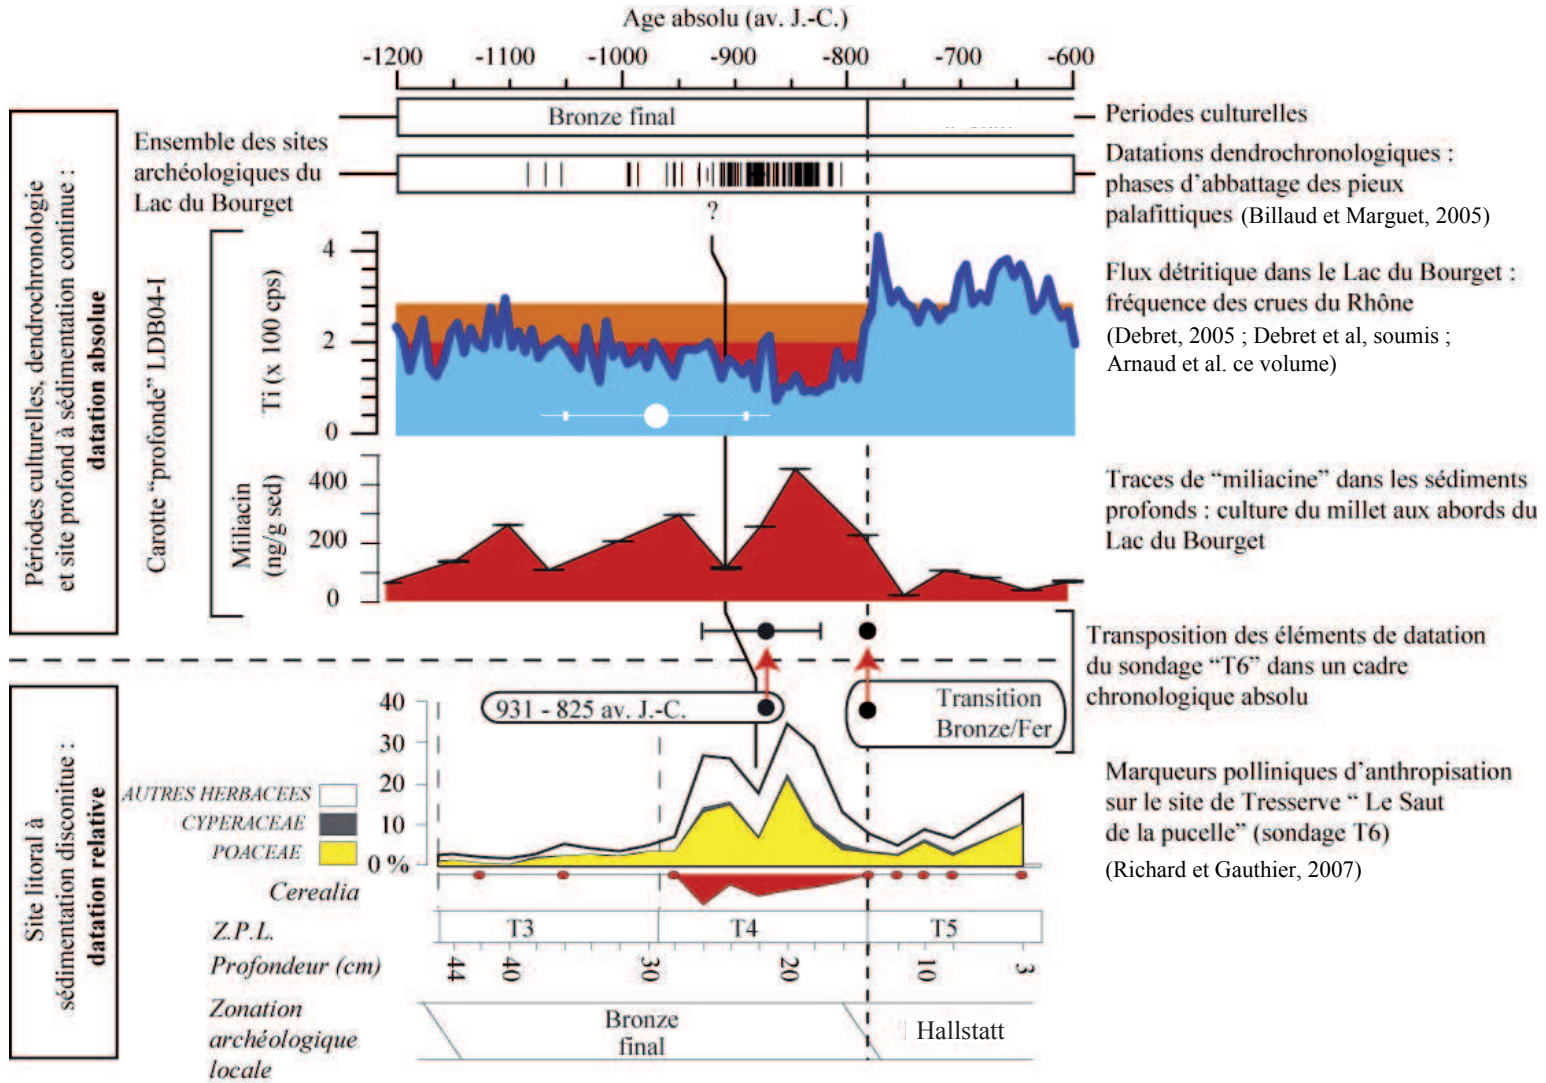 Age absolu (av. J.-C.)
-1200 -1100 -1000 -900 -800 -700 -600
Bronze final
Periodes culturelles
Ensemble des sites
archéologiques du
Lac du Bourget
Datations dendrochronologiques :
phases d'abbattage des pieux
palafittiques (Billaud et Marguet, 2005)
?
Périodes culturelles, dendrochronologie
et site profond à sédimentation continue :
datation absolue
Carotte “profonde” LDB04-I
Ti (x 100 cps)
4
2
0
Flux détritique dans le Lac du Bourget :
fréquence des crues du Rhône
(Debret, 2005 ; Debret et al, soumis ;
Arnaud et al. ce volume)
Miliacin
(ng/g sed)
400
200
0
Traces de “miliacine” dans les sédiments
profonds : culture du millet aux abords du
Lac du Bourget
Transposition des éléments de datation
du sondage “T6” dans un cadre
chronologique absolu
931 - 825 av. J.-C.
Transition
Bronze/Fer
Site litoral à
sédimentation disconitue :
datation relative
40
30
20
10
0 %
AUTRES HERBACEES
CYPERACEAE
POACEAE
Marqueurs polliniques d'anthropisation
sur le site de Tresserve “ Le Saut
de la pucelle” (sondage T6)
(Richard et Gauthier, 2007)
Cerealia
Z.P.L.
T3 T4 T5
Profondeur (cm)
44 40 30 20 10 3
Zonation
archéologique
locale
Bronze
final
Hallstatt